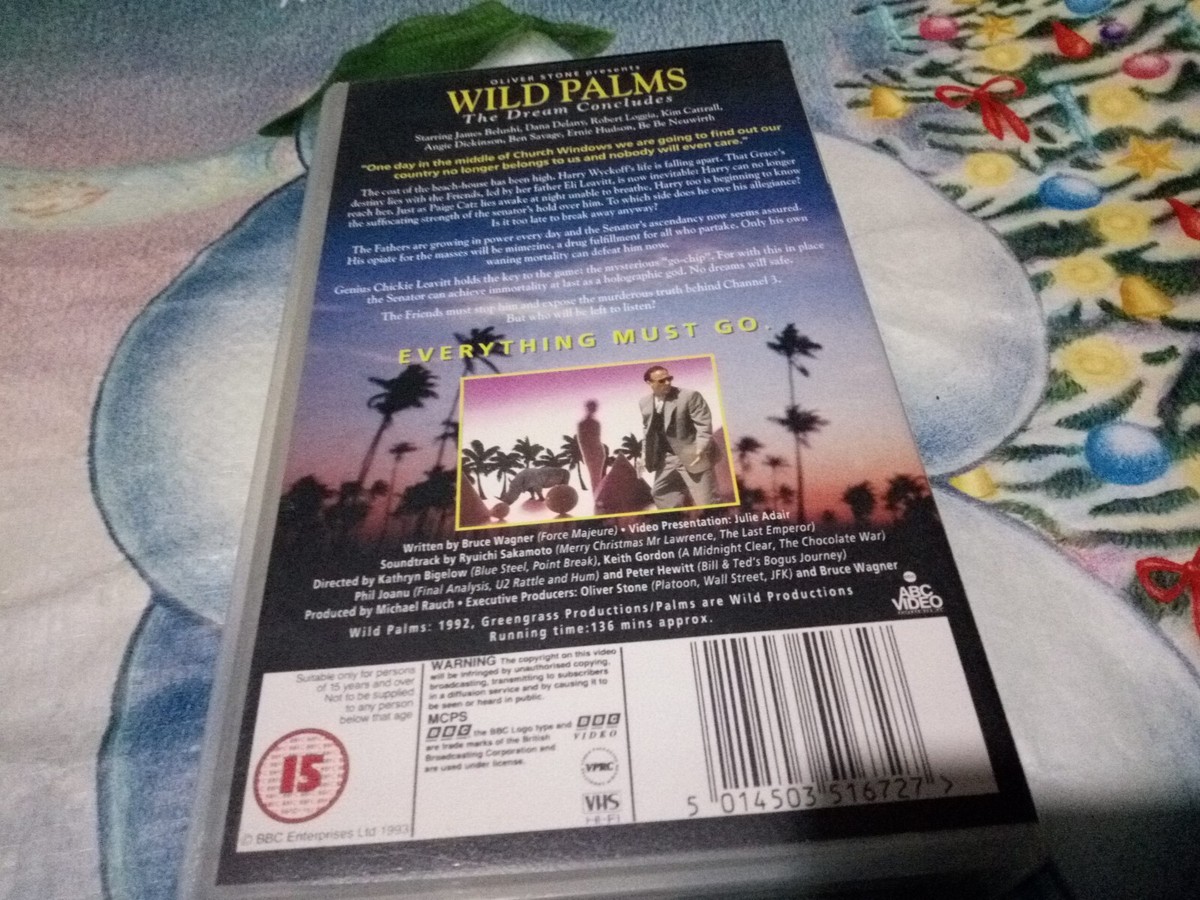 OLIVER STONE presents
WILD PALMS
The Dream Concludes
Starring James Belushi, Dana Delany, Robert Loggia, Kim Cattrall,
Angie Dickinson, Ben Savage, Ernie Hudson, Be Be Neuwirth
"One day in the middle of Church Windows we are going to find out our
country no longer belongs to us and nobody will even care."
The cost of the beach-house has been high. Harry Wyckoff's life is falling apart. That Grace's
destiny lies with the Friends, led by her father Eli Leavitt, is now inevitable! Harry can no longer
reach her. Just as Paige Catz lies awake at night unable to breathe, Harry too is beginning to know
the suffocating strength of the senator's hold over him. To which side does he owe his allegiance?
Is it too late to break away anyway?
The Fathers are growing in power every day and the Senator's ascendancy now seems assured.
His opiate for the masses will be mimezine, a drug fulfillment for all who partake. Only his own
waning mortality can defeat him now.
Genius Chickie Leavitt holds the key to the game: the mysterious "go-chip". For with this in place
the Senator can achieve immortality at last as a holographic god. No dreams will safe.
The Friends must stop him and expose the murderous truth behind Channel 3.
But who will be left to listen?
EVERYTHING MUST GO.
Written by Bruce Wagner (Force Majeure) • Video Presentation: Julie Adair
Soundtrack by Ryuichi Sakamoto (Merry Christmas Mr Lawrence, The Last Emperor)
Directed by Kathryn Bigelow (Blue Steel, Point Break), Keith Gordon (A Midnight Clear, The Chocolate War)
Phil Joanu (Final Analysis, U2 Rattle and Hum) and Peter Hewitt (Bill & Ted's Bogus Journey)
Produced by Michael Rauch • Executive Producers: Oliver Stone (Platoon, Wall Street, JFK) and Bruce Wagner
Wild Palms: 1992, Greengrass Productions/Palms are Wild Productions
Running time:136 mins approx.
abc
ABC
VIDEO
Suitable only for persons
of 15 years and over
Not to be supplied
to any person
below that age
15
© BBC Enterprises Ltd 1993
WARNING The copyright on this video
will be infringed by unauthorised copying,
broadcasting, transmitting to subscribers
in a diffusion service and by causing it to
be seen or heard in public.
MCPS
BBC the BBC Logo type and
are trade marks of the British
Broadcasting Corporation and
are used under license.
BBC
VIDEO
VPRC
VHS
HI-FI
5 014503 516727 >